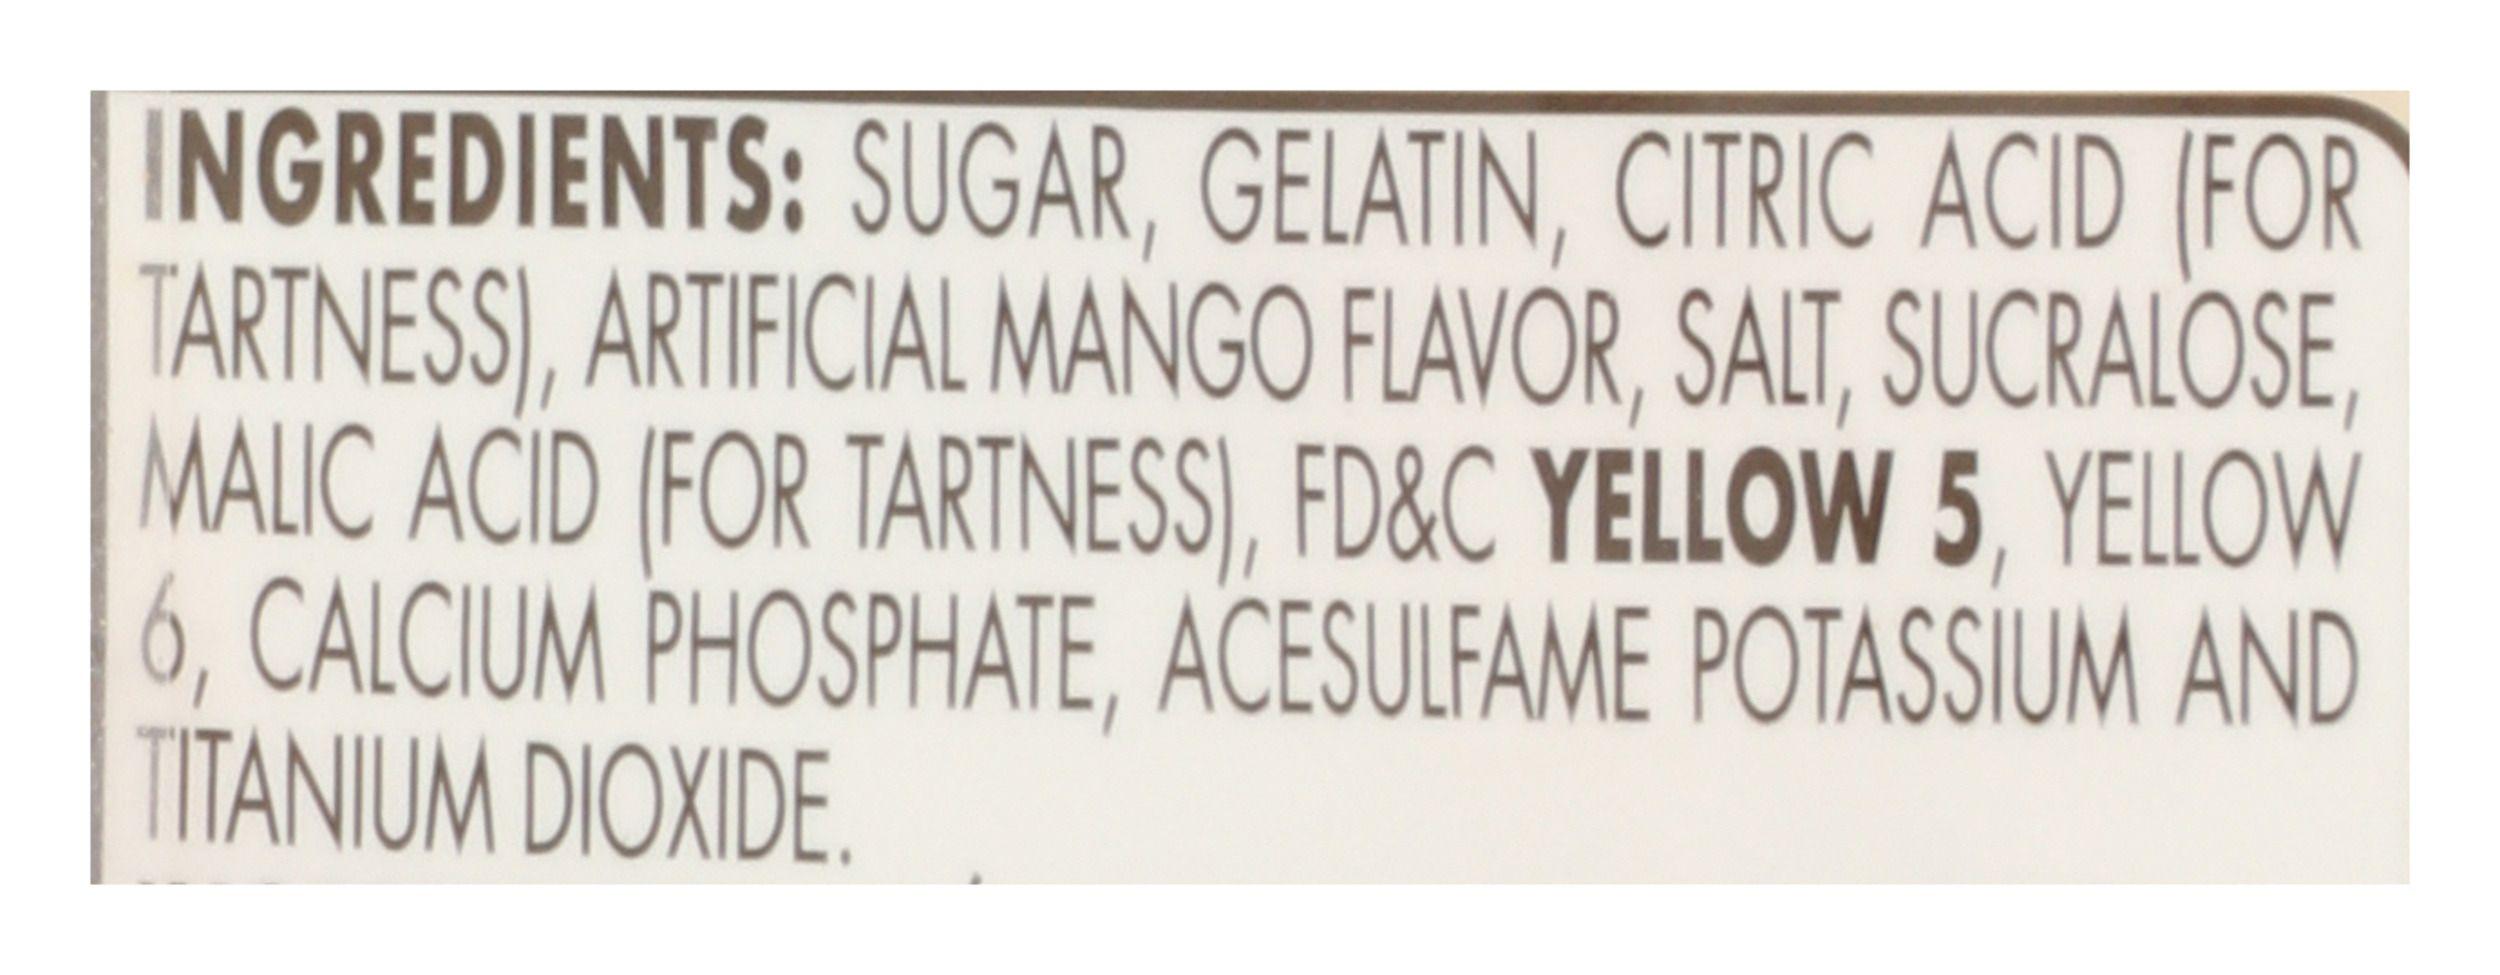 INGREDIENTS: SUGAR, GELATIN, CITRIC ACID (FOR
TARTNESS), ARTIFICIAL MANGO FLAVOR, SALT, SUCRALOSE,
MALIC ACID (FOR TARTNESS), FD&C YELLOW 5, YELLOW
6, CALCIUM PHOSPHATE, ACESULFAME POTASSIUM AND
TITANIUM DIOXIDE.